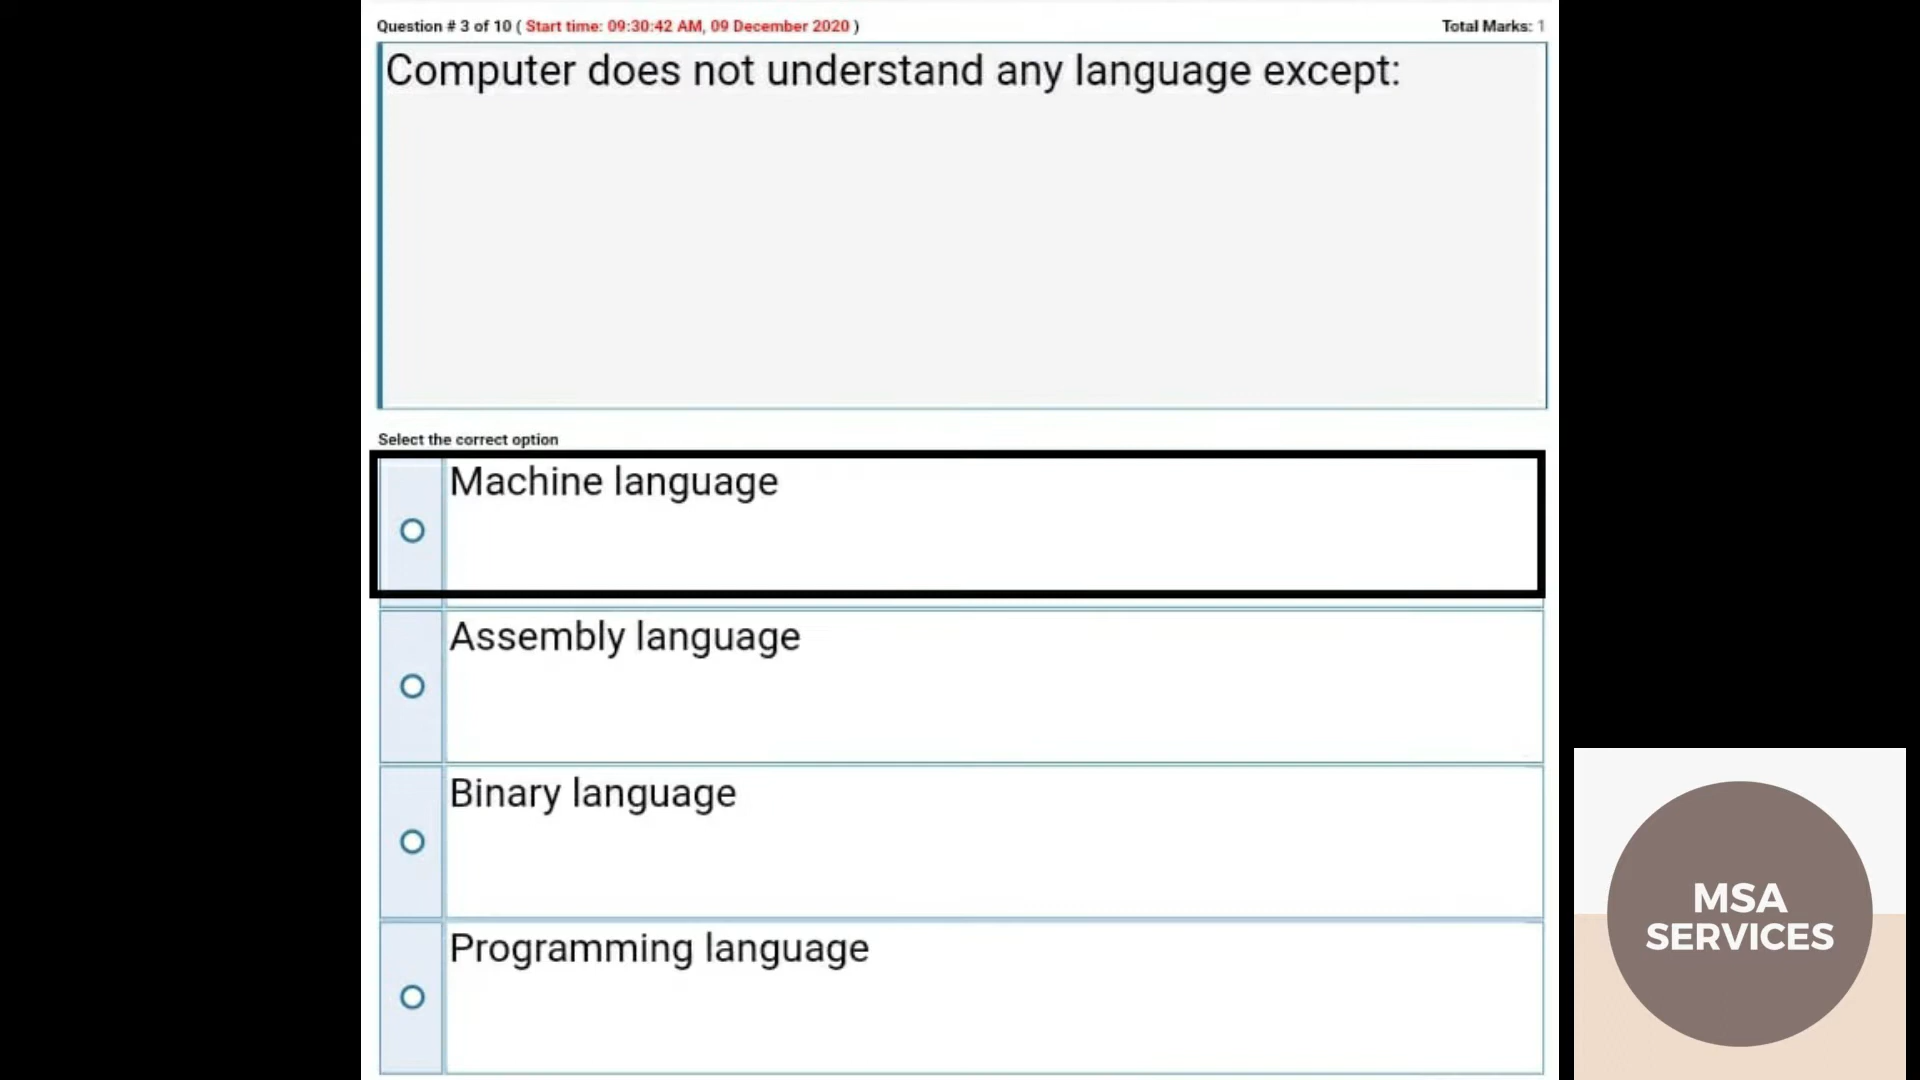 Question # 3 of 10 ( Start time: 09:30:42 AM, 09 December 2020 ) Total Marks: 1
Computer does not understand any language except:
Select the correct option
Machine language
Assembly language
Binary language
Programming language
MSA
SERVICES